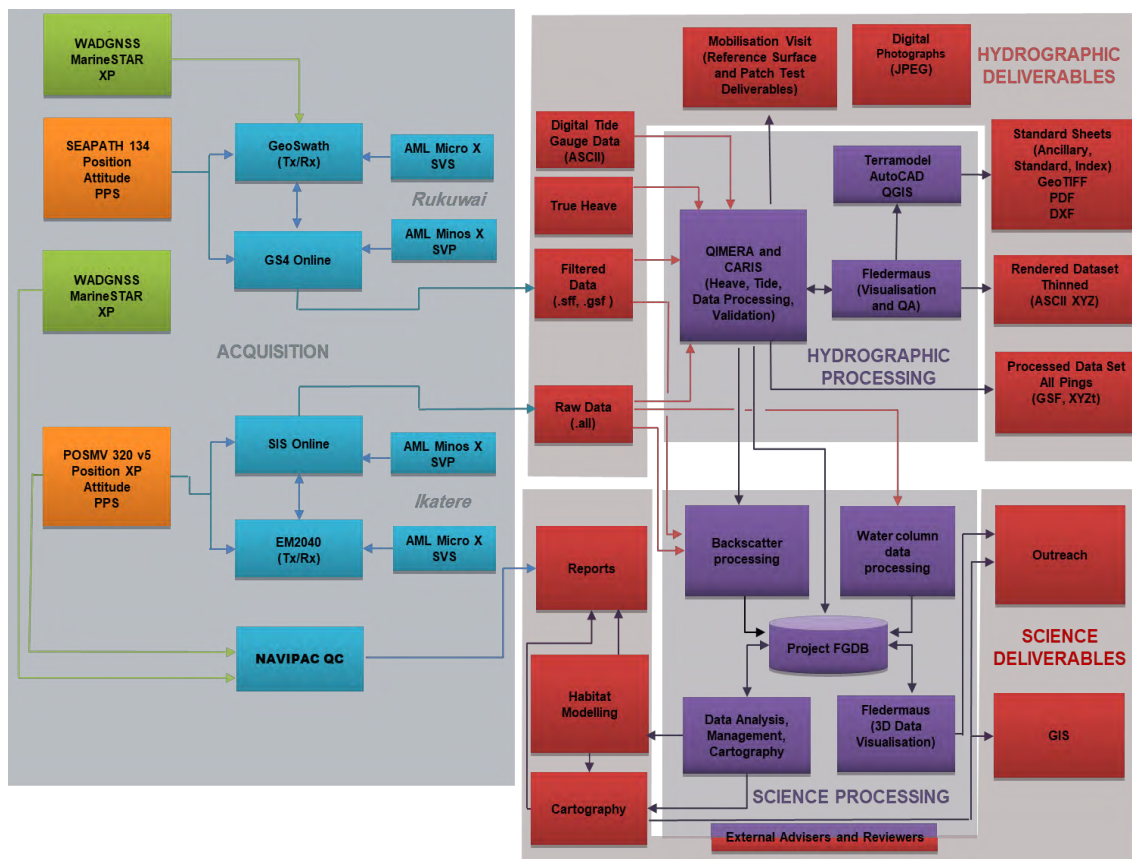 WADGNSS
MarineSTAR
XP
SEAPATH 134
Position
Attitude
PPS
GeoSwath
(Tx/Rx)
AML Micro X
SVS
Rukuwai
GS4 Online
AML Minos X
SVP
WADGNSS
MarineSTAR
XP
ACQUISITION
POSMV 320 v5
Position XP
Attitude
PPS
SIS Online
AML Minos X
SVP
Ikatere
EM2040
(Tx/Rx)
AML Micro X
SVS
NAVIPAC QC
Mobilisation Visit
(Reference Surface
and Patch Test
Deliverables)
Digital
Photographs
(JPEG)
HYDROGRAPHIC
DELIVERABLES
Digital Tide
Gauge Data
(ASCII)
True Heave
Filtered
Data
(.sff, .gsf )
Raw Data
(.all)
QIMERA and
CARIS
(Heave, Tide,
Data Processing,
Validation)
Terramodel
AutoCAD
QGIS
Fledermaus
(Visualisation
and QA)
HYDROGRAPHIC
PROCESSING
Standard Sheets
(Ancillary,
Standard, Index)
GeoTIFF
PDF
DXF
Rendered Dataset
Thinned
(ASCII XYZ)
Processed Data Set
All Pings
(GSF, XYZt)
Reports
Habitat
Modelling
Cartography
Backscatter
processing
Water column
data
processing
Project FGDB
Data Analysis,
Management,
Cartography
Fledermaus
(3D Data
Visualisation)
SCIENCE PROCESSING
External Advisers and Reviewers
Outreach
SCIENCE
DELIVERABLES
GIS